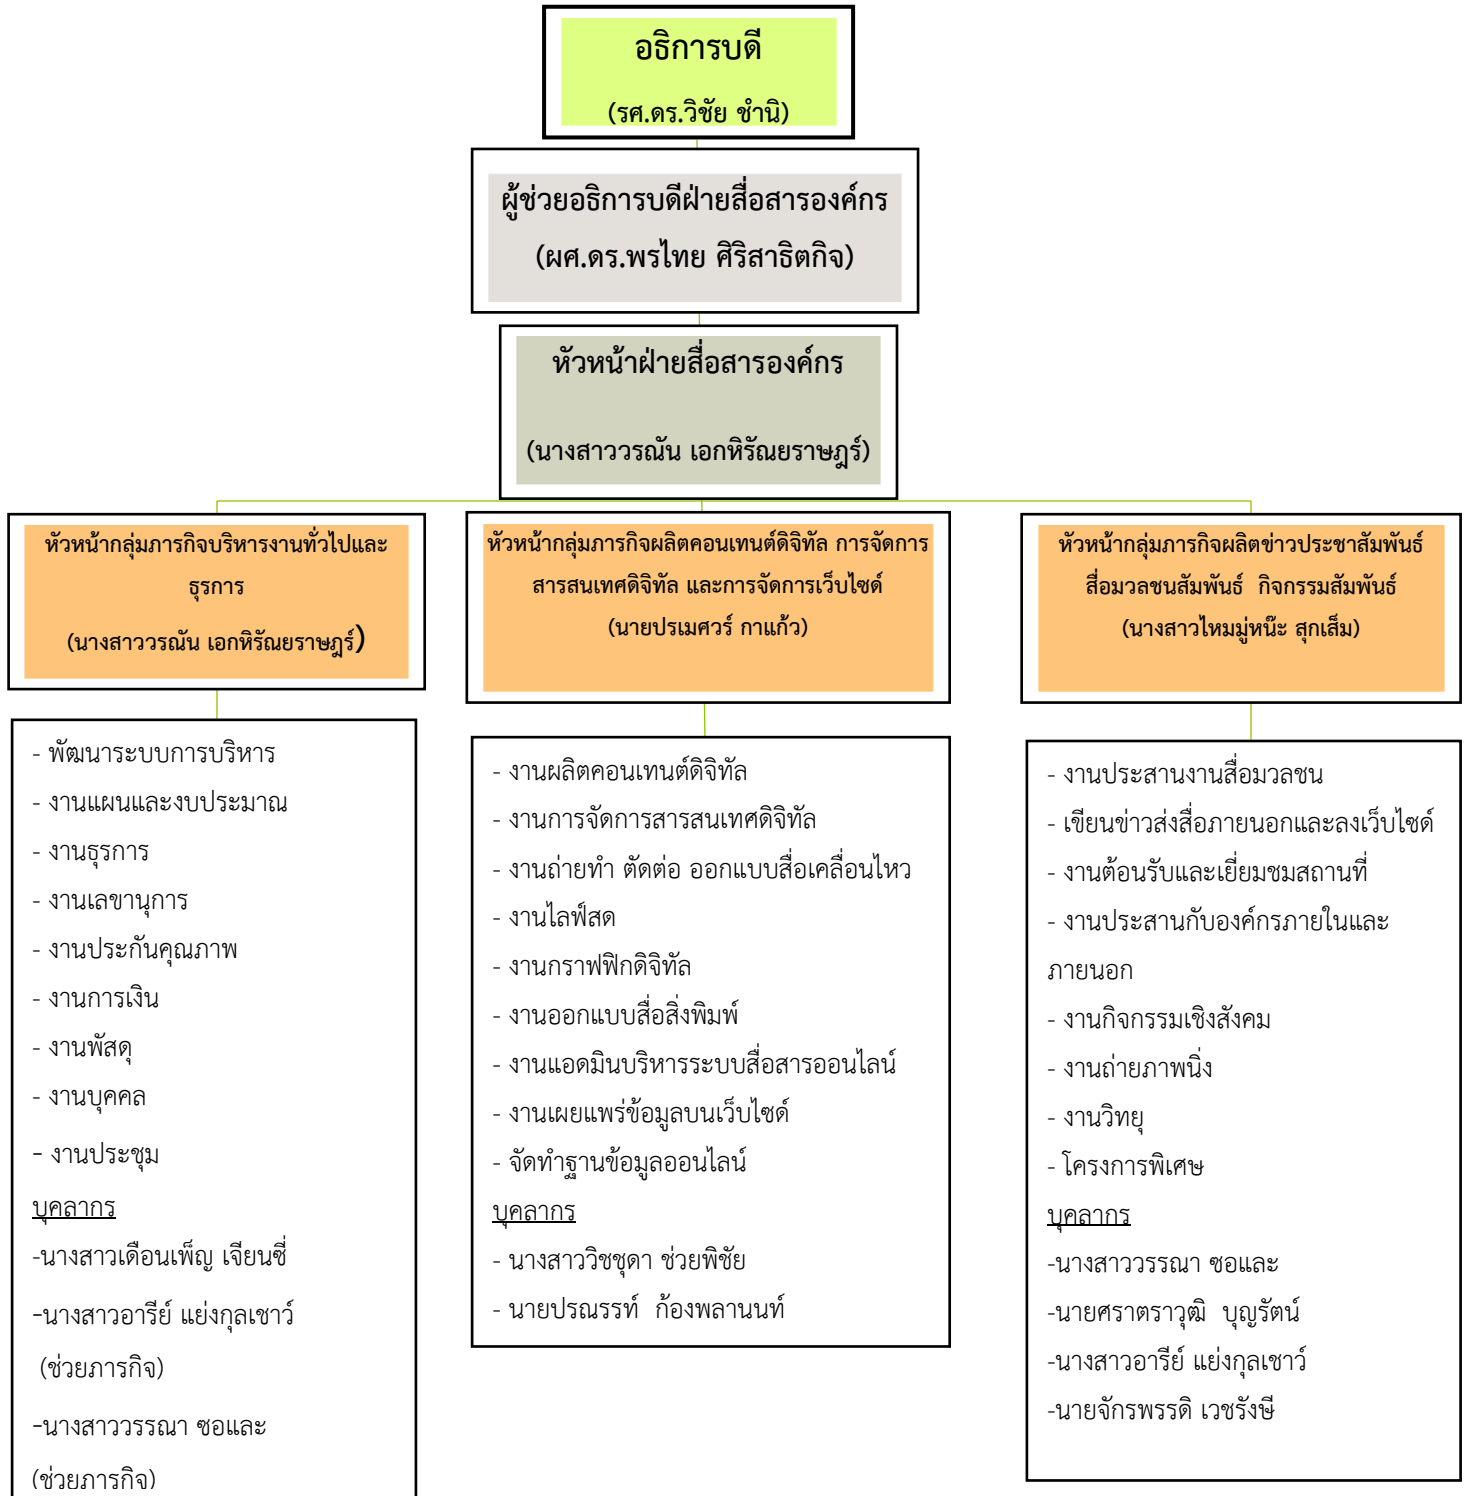 อธิการบดี
(รศ.ดร.วิชัย ชำนิ)
ผู้ช่วยอธิการบดีฝ่ายสื่อสารองค์กร
(ผศ.ดร.พรไทย ศิริสาธิตกิจ)
หัวหน้าฝ่ายสื่อสารองค์กร
(นางสาววรณัน เอกหิรัณยราษฎร์)
หัวหน้ากลุ่มภารกิจบริหารงานทั่วไปและ
ธุรการ
(นางสาววรณัน เอกหิรัณยราษฎร์)
- พัฒนาระบบการบริหาร
- งานแผนและงบประมาณ
- งานธุรการ
- งานเลขานุการ
- งานประกันคุณภาพ
- งานการเงิน
- งานพัสดุ
- งานบุคคล
- งานประชุม
บุคลากร
-นางสาวเดือนเพ็ญ เจียนซี่
-นางสาวอารีย์ แย่งกุลเชาว์
(ช่วยภารกิจ)
-นางสาววรรณา ซอและ
(ช่วยภารกิจ)
หัวหน้ากลุ่มภารกิจผลิตคอนเทนต์ดิจิทัล การจัดการ
สารสนเทศดิจิทัล และการจัดการเว็บไซด์
(นายปรเมศวร์ กาแก้ว)
- งานผลิตคอนเทนต์ดิจิทัล
- งานการจัดการสารสนเทศดิจิทัล
- งานถ่ายทำ ตัดต่อ ออกแบบสื่อเคลื่อนไหว
- งานไลฟ์สด
- งานกราฟฟิกดิจิทัล
- งานออกแบบสื่อสิ่งพิมพ์
- งานแอดมินบริหารระบบสื่อสารออนไลน์
- งานเผยแพร่ข้อมูลบนเว็บไซด์
- จัดทำฐานข้อมูลออนไลน์
บุคลากร
- นางสาววิชชุดา ช่วยพิชัย
- นายปรณรรท์ ก้องพลานนท์
หัวหน้ากลุ่มภารกิจผลิตข่าวประชาสัมพันธ์
สื่อมวลชนสัมพันธ์ กิจกรรมสัมพันธ์
(นางสาวไหมมู่หน๊ะ สุกเส็ม)
- งานประสานงานสื่อมวลชน
- เขียนข่าวส่งสื่อภายนอกและลงเว็บไซด์
- งานต้อนรับและเยี่ยมชมสถานที่
- งานประสานกับองค์กรภายในและ
ภายนอก
- งานกิจกรรมเชิงสังคม
- งานถ่ายภาพนิ่ง
- งานวิทยุ
- โครงการพิเศษ
บุคลากร
-นางสาววรรณา ซอและ
-นายศราตราวุฒิ บุญรัตน์
-นางสาวอารีย์ แย่งกุลเชาว์
-นายจักรพรรดิ เวชรังษี